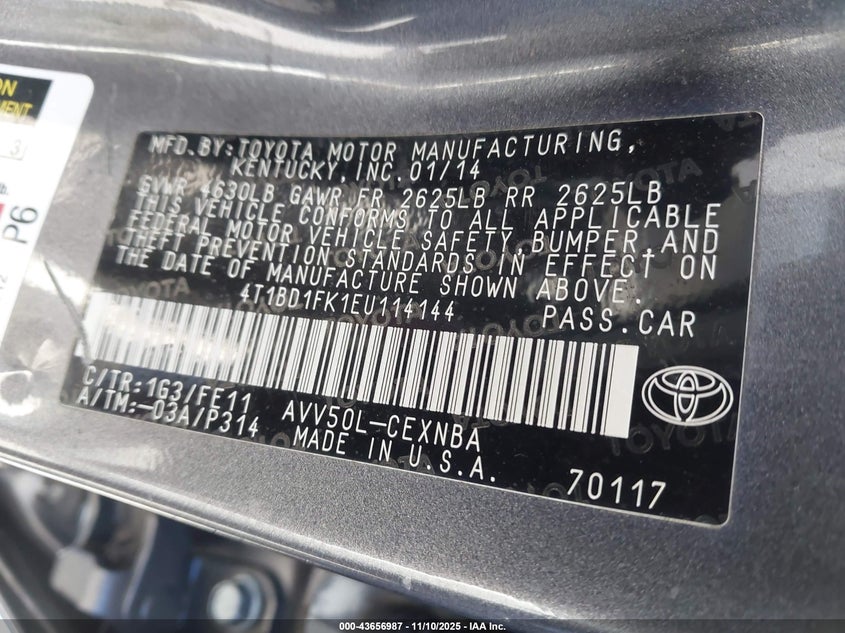 ON
MENT
3
P6
MFD.BY:TOYOTA MOTOR MANUFACTURING,
KENTUCKY,INC.01/14
GVWR 4630LB GAWR FR 2625LB RR 2625LB
THIS VEHICLE CONFORMS TO ALL APPLICABLE
FEDERAL MOTOR VEHICLE SAFETY,BUMPER,AND
THEFT PREVENTION STANDARDS IN EFFECT ON
THE DATE OF MANUFACTURE SHOWN ABOVE.
4T1BD1FK1EU114144 PASS.CAR
C/TR:1G3/FE11 AVV50L-CEXNBA
A/TM:-03A/P314 MADE IN U.S.A.
70117
000-43656987 - 11/10/2025 - IAA Inc.